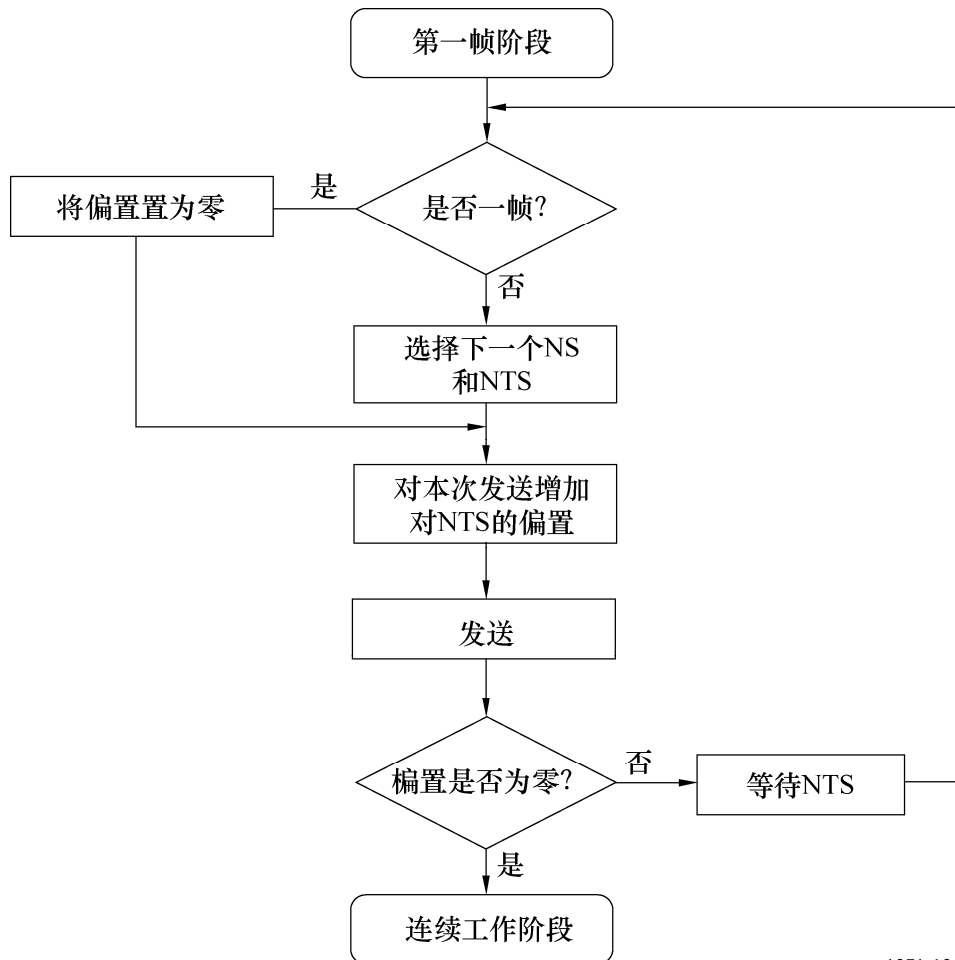 第一帧阶段
是
将偏置置为零
是否一帧?
否
选择下一个NS
和NTS
对本次发送增加
对NTS的偏置
发送
楄置是否为零?
否
等待NTS
是
连续工作阶段